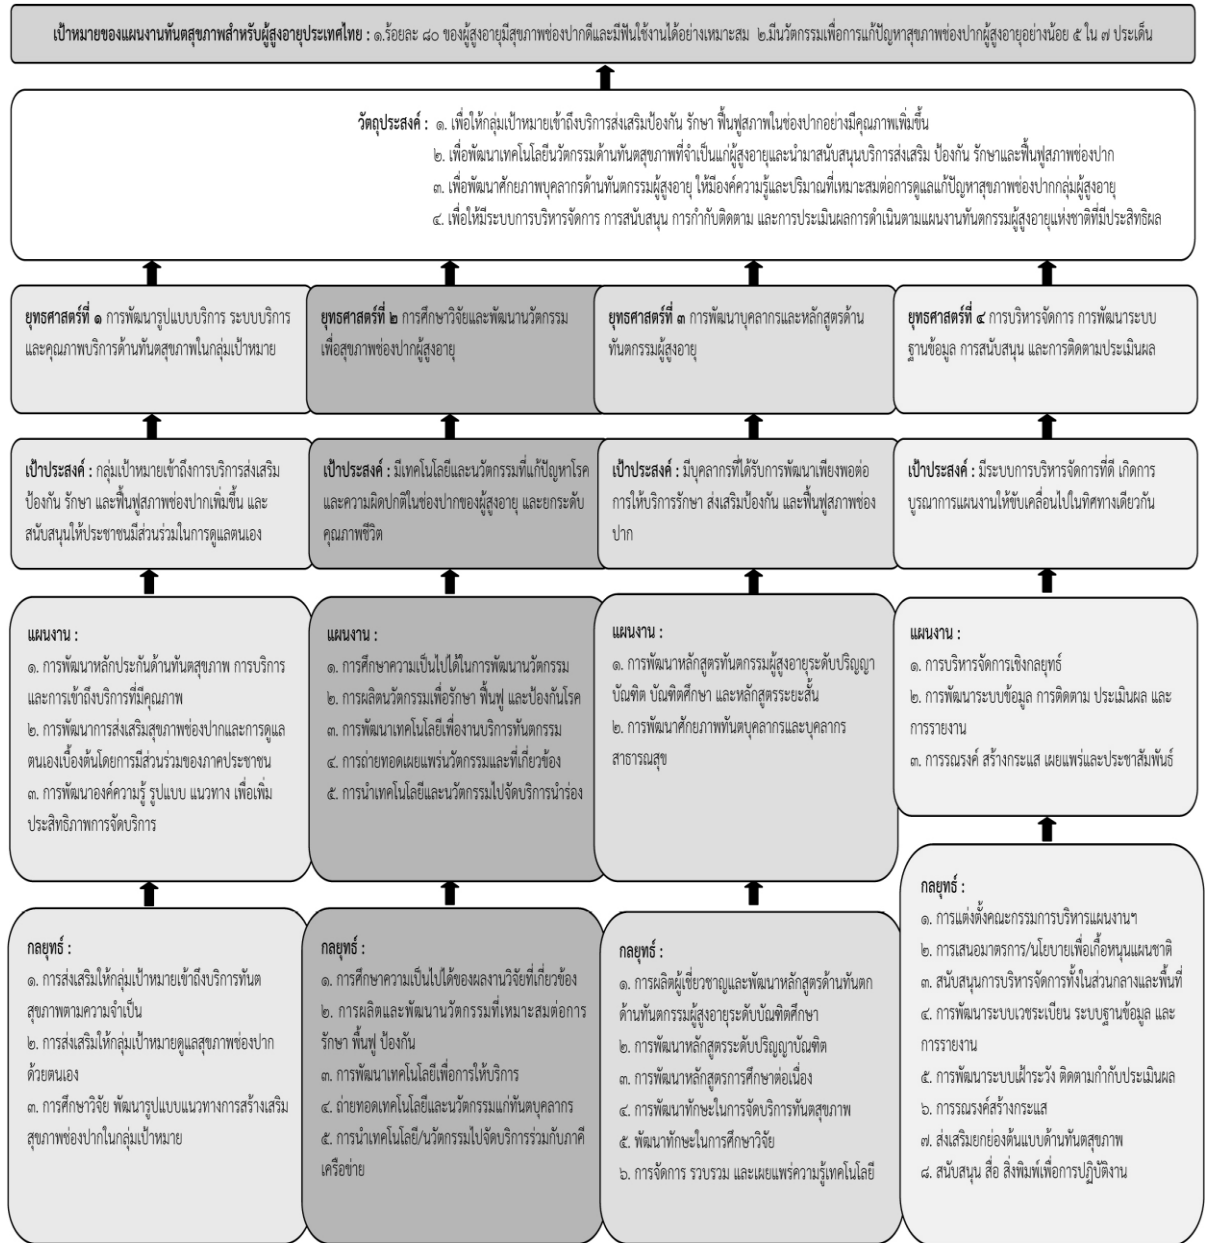 เป้าหมายของแผนงานทันตสุขภาพสำหรับผู้สูงอายุประเทศไทย : ๑.ร้อยละ ๘๐ ของผู้สูงอายุมีสุขภาพช่องปากดีและมีฟันใช้งานได้อย่างเหมาะสม ๒.มีนวัตกรรมเพื่อการแก้ปัญหาสุขภาพช่องปากผู้สูงอายุอย่างน้อย ๕ ใน ๗ ประเด็น
วัตถุประสงค์ : ๑. เพื่อให้กลุ่มเป้าหมายเข้าถึงบริการส่งเสริมป้องกัน รักษา ฟื้นฟูสภาพในช่องปากอย่างมีคุณภาพเพิ่มขึ้น
๒. เพื่อพัฒนาเทคโนโลยีนวัตกรรมด้านทันตสุขภาพที่จำเป็นแก่ผู้สูงอายุและนำมาสนับสนุนบริการส่งเสริม ป้องกัน รักษาและฟื้นฟูสภาพช่องปาก
๓. เพื่อพัฒนาศักยภาพบุคลากรด้านทันตกรรมผู้สูงอายุ ให้มีองค์ความรู้และปริมาณที่เหมาะสมต่อการดูแลแก้ปัญหาสุขภาพช่องปากกลุ่มผู้สูงอายุ
๔. เพื่อให้มีระบบการบริหารจัดการ การสนับสนุน การกำกับติดตาม และการประเมินผลการดำเนินตามแผนงานทันตกรรมผู้สูงอายุแห่งชาติที่มีประสิทธิผล
ยุทธศาสตร์ที่ ๑ การพัฒนารูปแบบบริการ ระบบบริการ
และคุณภาพบริการด้านทันตสุขภาพในกลุ่มเป้าหมาย
ยุทธศาสตร์ที่ ๒ การศึกษาวิจัยและพัฒนานวัตกรรม
เพื่อสุขภาพช่องปากผู้สูงอายุ
ยุทธศาสตร์ที่ ๓ การพัฒนาบุคลากรและหลักสูตรด้าน
ทันตกรรมผู้สูงอายุ
ยุทธศาสตร์ที่ ๔ การบริหารจัดการ การพัฒนาระบบ
ฐานข้อมูล การสนับสนุน และการติดตามประเมินผล
เป้าประสงค์ : กลุ่มเป้าหมายเข้าถึงการบริการส่งเสริม
ป้องกัน รักษา และฟื้นฟูสภาพช่องปากเพิ่มขึ้น และ
สนับสนุนให้ประชาชนมีส่วนร่วมในการดูแลตนเอง
เป้าประสงค์ : มีเทคโนโลยีและนวัตกรรมที่แก้ปัญหาโรค
และความผิดปกติในช่องปากของผู้สูงอายุ และยกระดับ
คุณภาพชีวิต
เป้าประสงค์ : มีบุคลากรที่ได้รับการพัฒนาเพียงพอต่อ
การให้บริการรักษา ส่งเสริมป้องกัน และฟื้นฟูสภาพช่อง
ปาก
เป้าประสงค์ : มีระบบการบริหารจัดการที่ดี เกิดการ
บูรณาการแผนงานให้ขับเคลื่อนไปในทิศทางเดียวกัน
แผนงาน :
๑. การพัฒนาหลักประกันด้านทันตสุขภาพ การบริการ
และการเข้าถึงบริการที่มีคุณภาพ
๒. การพัฒนาการส่งเสริมสุขภาพช่องปากและการดูแล
ตนเองเบื้องต้นโดยการมีส่วนร่วมของภาคประชาชน
๓. การพัฒนาองค์ความรู้ รูปแบบ แนวทาง เพื่อเพิ่ม
ประสิทธิภาพการจัดบริการ
แผนงาน :
๑. การศึกษาความเป็นไปได้ในการพัฒนานวัตกรรม
๒. การผลิตนวัตกรรมเพื่อรักษา ฟื้นฟู และป้องกันโรค
๓. การพัฒนาเทคโนโลยีเพื่องานบริการทันตกรรม
๔. การถ่ายทอดเผยแพร่นวัตกรรมและที่เกี่ยวข้อง
๕. การนำเทคโนโลยีและนวัตกรรมไปจัดบริการนำร่อง
แผนงาน :
๑. การพัฒนาหลักสูตรทันตกรรมผู้สูงอายุระดับปริญญา
บัณฑิต บัณฑิตศึกษา และหลักสูตรระยะสั้น
๒. การพัฒนาศักยภาพทันตบุคลากรและบุคลากร
สาธารณสุข
แผนงาน :
๑. การบริหารจัดการเชิงกลยุทธ์
๒. การพัฒนาระบบข้อมูล การติดตาม ประเมินผล และ
การรายงาน
๓. การรณรงค์ สร้างกระแส เผยแพร่และประชาสัมพันธ์
กลยุทธ์ :
๑. การส่งเสริมให้กลุ่มเป้าหมายเข้าถึงบริการทันต
สุขภาพตามความจำเป็น
๒. การส่งเสริมให้กลุ่มเป้าหมายดูแลสุขภาพช่องปาก
ด้วยตนเอง
๓. การศึกษาวิจัย พัฒนารูปแบบแนวทางการสร้างเสริม
สุขภาพช่องปากในกลุ่มเป้าหมาย
กลยุทธ์ :
๑. การศึกษาความเป็นไปได้ของผลงานวิจัยที่เกี่ยวข้อง
๒. การผลิตและพัฒนานวัตกรรมที่เหมาะสมต่อการ
รักษา ฟื้นฟู ป้องกัน
๓. การพัฒนาเทคโนโลยีเพื่อการให้บริการ
๔. ถ่ายทอดเทคโนโลยีและนวัตกรรมแก่ทันตบุคลากร
๕. การนำเทคโนโลยี/นวัตกรรมไปจัดบริการร่วมกับภาคี
เครือข่าย
กลยุทธ์ :
๑. การผลิตผู้เชี่ยวชาญและพัฒนาหลักสูตรด้านทันตก
ด้านทันตกรรมผู้สูงอายุระดับบัณฑิตศึกษา
๒. การพัฒนาหลักสูตรระดับปริญญาบัณฑิต
๓. การพัฒนาหลักสูตรการศึกษาต่อเนื่อง
๔. การพัฒนาทักษะในการจัดบริการทันตสุขภาพ
๕. พัฒนาทักษะในการศึกษาวิจัย
๖. การจัดการ รวบรวม และเผยแพร่ความรู้เทคโนโลยี
กลยุทธ์ :
๑. การแต่งตั้งคณะกรรมการบริหารแผนงานฯ
๒. การเสนอมาตรการ/นโยบายเพื่อเกื้อหนุนแผนชาติ
๓. สนับสนุนการบริหารจัดการทั้งในส่วนกลางและพื้นที่
๔. การพัฒนาระบบเวชระเบียน ระบบฐานข้อมูล และ
การรายงาน
๕. การพัฒนาระบบเฝ้าระวัง ติดตามกำกับประเมินผล
๖. การรณรงค์สร้างกระแส
๗. ส่งเสริมยกย่องต้นแบบด้านทันตสุขภาพ
๘. สนับสนุน สื่อ สิ่งพิมพ์เพื่อการปฏิบัติงาน